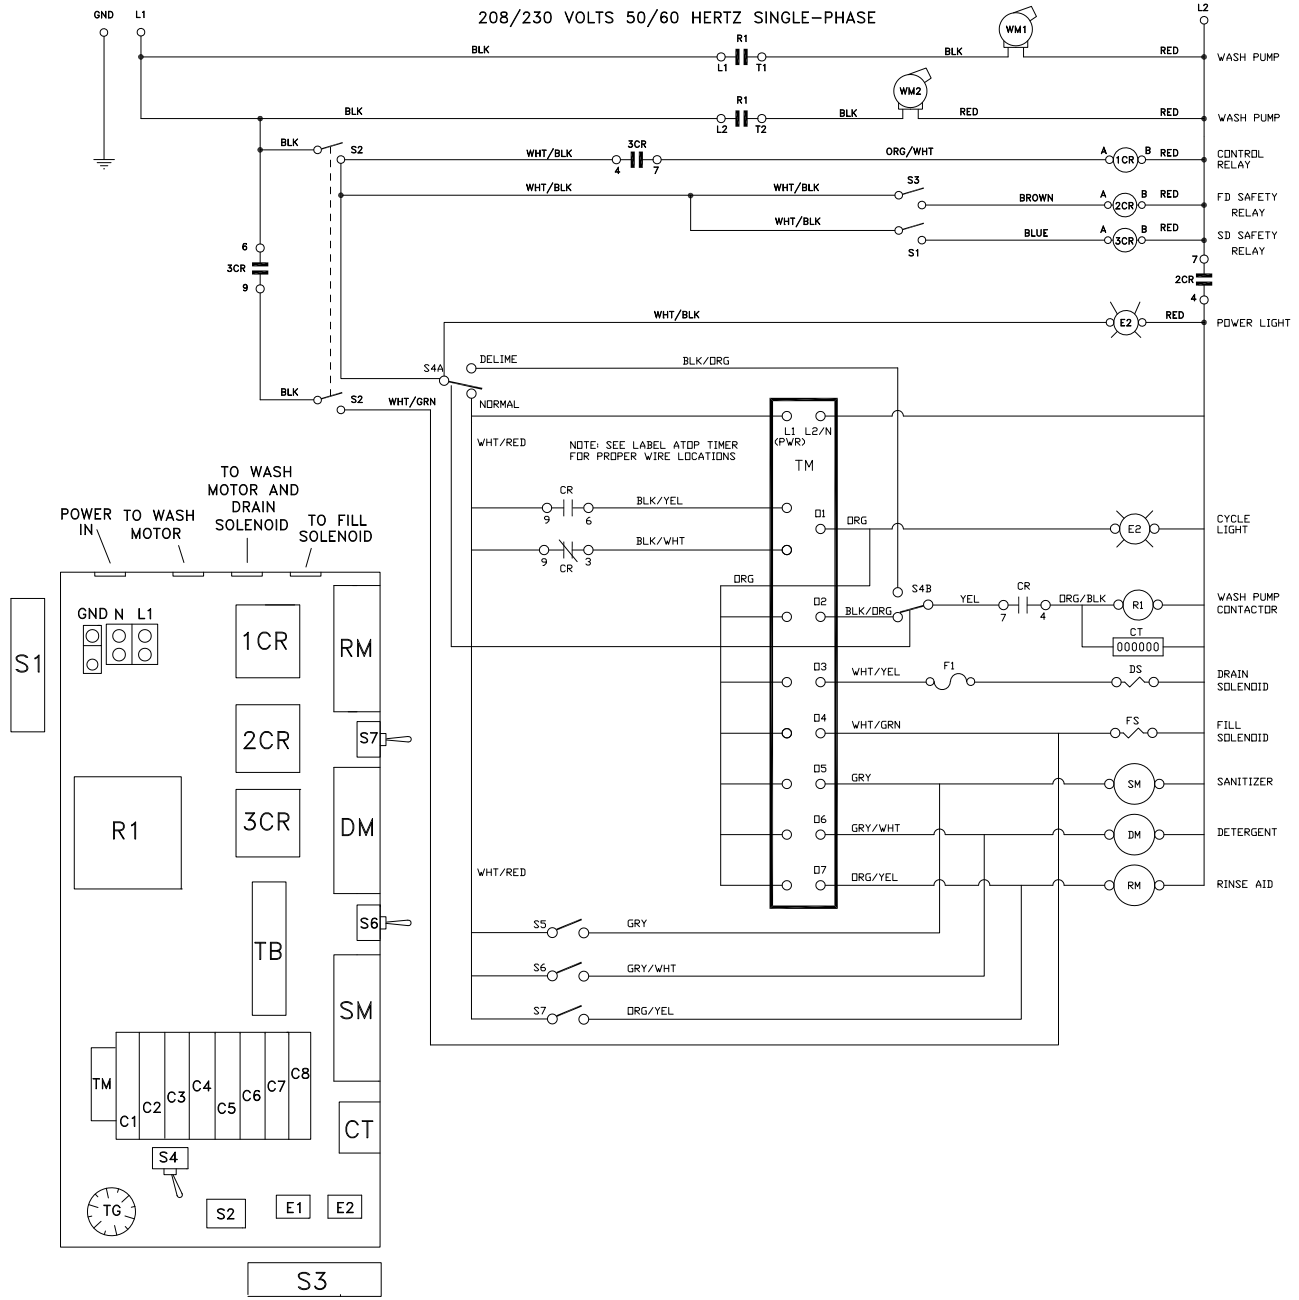 208/230 VOLTS 50/60 HERTZ SINGLE-PHASE
GND L1 L2
BLK R1 BLK WM1 RED WASH PUMP
L1 T1
BLK R1 BLK WM2 RED RED WASH PUMP
L2 T2
BLK S2 WHT/BLK 3CR ORG/WHT A 1CR B RED CONTROL
RELAY
4 7
WHT/BLK WHT/BLK S3 BROWN A 2CR B RED FD SAFETY
RELAY
WHT/BLK S1 BLUE A 3CR B RED SD SAFETY
RELAY
6
3CR
9
7
2CR
4
WHT/BLK E2 RED POWER LIGHT
S4A DELIME BLK/ORG
BLK S2 WHT/GRN NORMAL
L1 L2/N
(PWR)
TM
WHT/RED
NOTE: SEE LABEL ATOP TIMER
FOR PROPER WIRE LOCATIONS
CR BLK/YEL
9 6
O1 ORG E2 CYCLE
LIGHT
BLK/WHT
9 CR 3
ORG
O2 BLK/ORG S4B YEL CR ORG/BLK R1 WASH PUMP
CONTACTOR
7 4
CT
000000
O3 WHT/YEL F1 DS DRAIN
SOLENOID
O4 WHT/GRN FS FILL
SOLENOID
O5 GRY SM SANITIZER
O6 GRY/WHT DM DETERGENT
O7 ORG/YEL RM RINSE AID
WHT/RED
S5 GRY
S6 GRY/WHT
S7 ORG/YEL
POWER
IN
TO WASH
MOTOR
TO WASH
MOTOR AND
DRAIN
SOLENOID
TO FILL
SOLENOID
S1
GND N L1
1CR
RM
2CR
S7
R1
3CR
DM
TB
S6
SM
TM
C1
C2
C3
C4
C5
C6
C7
C8
CT
S4
TG
S2
E1
E2
S3